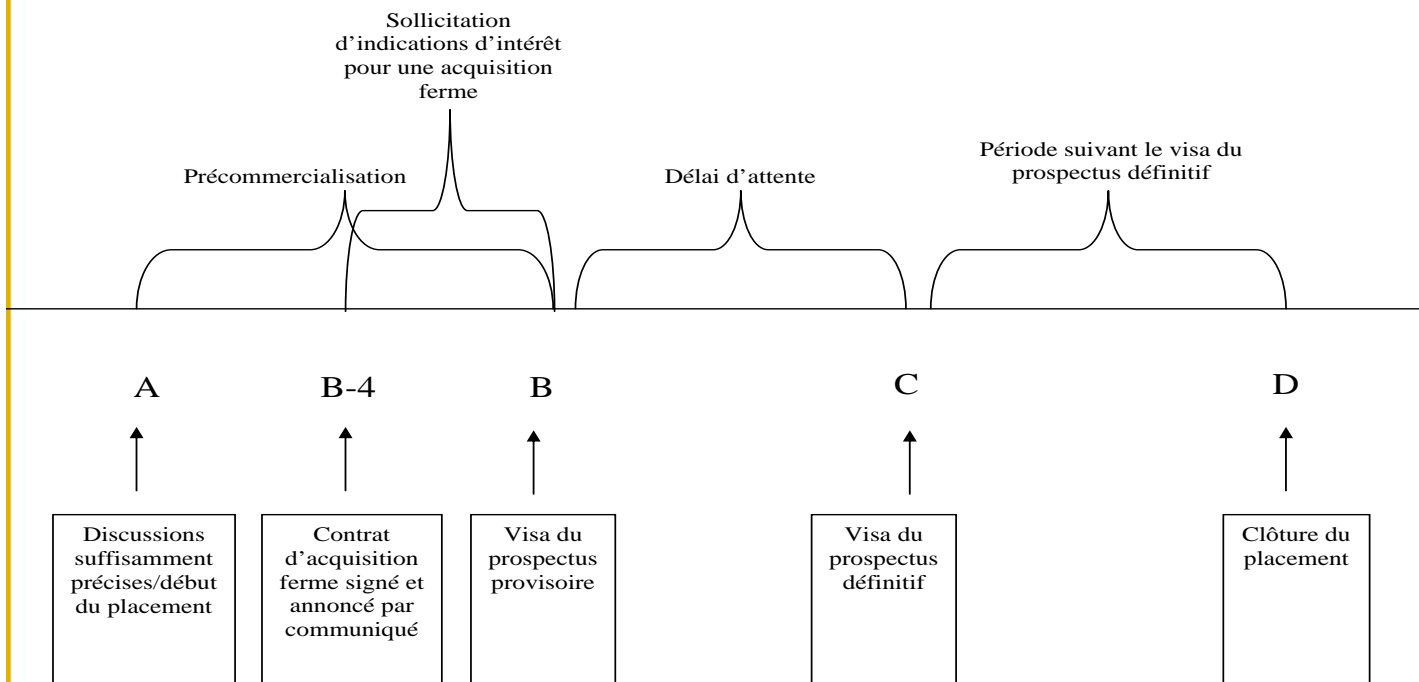 Sollicitation
d’indications d’intérêt
pour une acquisition
ferme
Précommercialisation
Délai d’attente
Période suivant le visa du
prospectus définitif
A
B-4
B
C
D
Discussions
suffisamment
précises/début
du placement
Contrat
d’acquisition
ferme signé et
annoncé par
communiqué
Visa du
prospectus
provisoire
Visa du
prospectus
définitif
Clôture du
placement